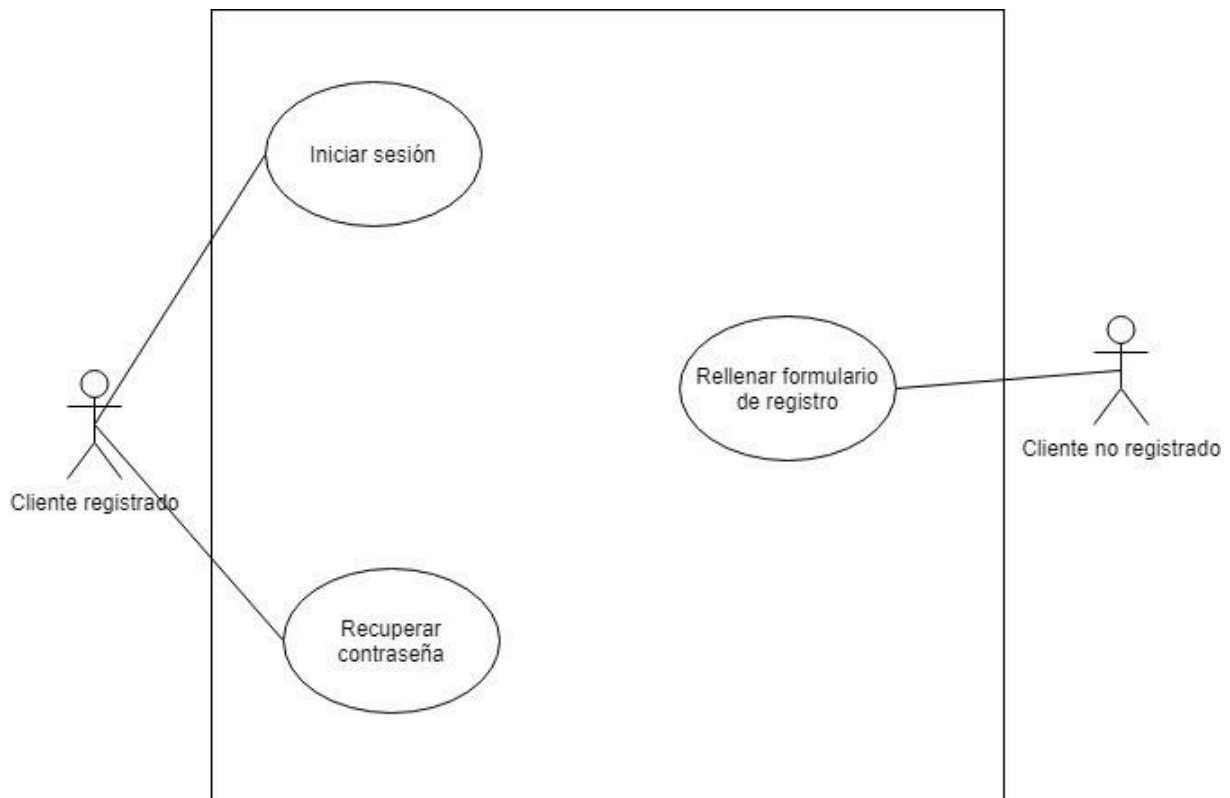 Iniciar sesión
Rellenar formulario
de registro
Cliente no registrado
Cliente registrado
Recuperar
contraseña